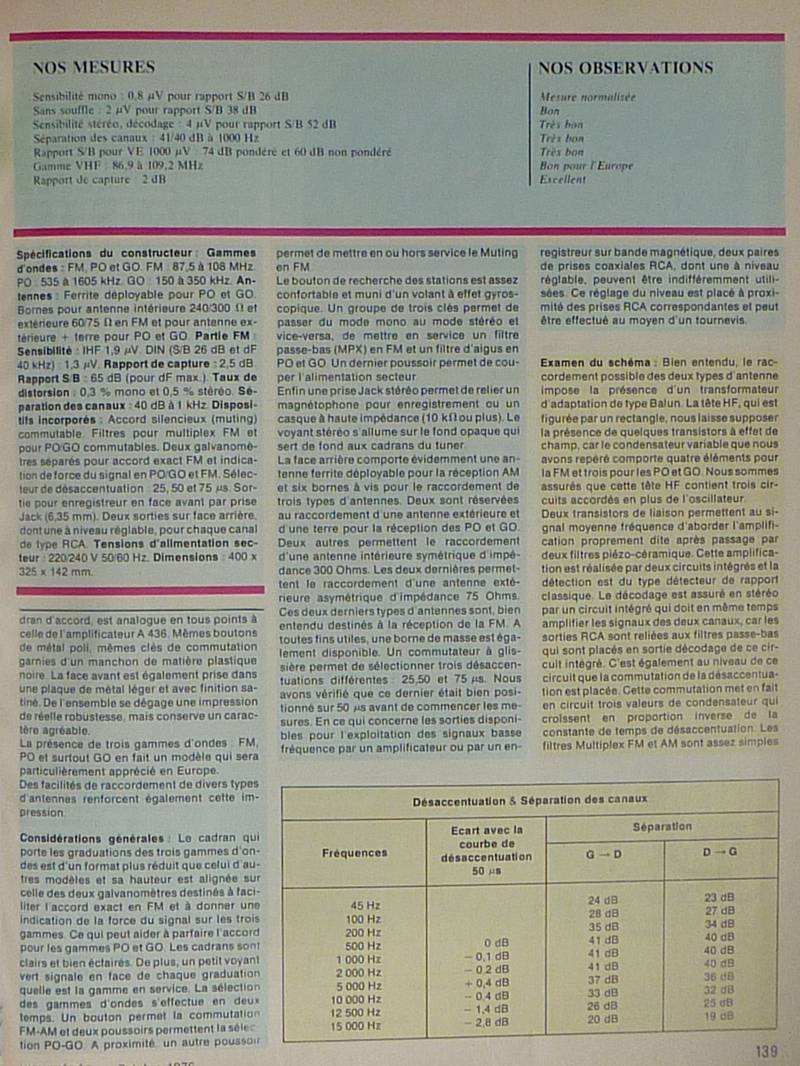 NOS MESURES
Sensibilité mono : 0,8 µV pour rapport S/B 26 dB
Sans souffle : 2 µV pour rapport S/B 38 dB
Sensibilité stéréo, décodage : 4 µV pour rapport S/B 52 dB
Séparation des canaux : 41/40 dB à 1000 Hz
Rapport S/B pour VE 1000 µV : 74 dB pondéré et 60 dB non pondéré
Gamme VHF : 86,9 à 109,2 MHz
Rapport de capture : 2 dB
NOS OBSERVATIONS
Mesure normalisée
Bon
Très bon
Très bon
Très bon
Bon pour l'Europe
Excellent
Spécifications du constructeur : Gammes
d'ondes : FM, PO et GO. FM : 87,5 à 108 MHz.
PO : 535 à 1605 kHz. GO : 150 à 350 kHz. An-
tennes : Ferrite déployable pour PO et GO.
Bornes pour antenne intérieure 240/300 Ω et
extérieure 60/75 Ω en FM et pour antenne ex-
térieure + terre pour PO et GO. Partie FM :
Sensibilité : IHF 1,9 µV. DIN (S/B 26 dB et dF
40 kHz) : 1,3 µV. Rapport de capture : 2,5 dB.
Rapport S/B : 65 dB (pour dF max.). Taux de
distorsion : 0,3 % mono et 0,5 % stéréo. Sé-
paration des canaux : 40 dB à 1 kHz. Disposi-
tifs incorporés : Accord silencieux (muting)
commutable. Filtres pour multiplex FM et
pour PO/GO commutables. Deux galvanomè-
tres séparés pour accord exact FM et indica-
tion de force du signal en PO/GO et FM. Sélec-
teur de désaccentuation : 25, 50 et 75 µs. Sor-
tie pour enregistreur en face avant par prise
Jack (6,35 mm). Deux sorties sur face arrière,
dont une à niveau réglable, pour chaque canal
de type RCA. Tensions d'alimentation sec-
teur : 220/240 V 50/60 Hz. Dimensions : 400 x
325 x 142 mm.
dran d'accord, est analogue en tous points à
celle de l'amplificateur A 436. Mêmes boutons
de métal poli, mêmes clés de commutation
garnies d'un manchon de matière plastique
noire. La face avant est également prise dans
une plaque de métal léger et avec finition sa-
tiné. De l'ensemble se dégage une impression
de réelle robustesse, mais conserve un carac-
tère agréable.
La présence de trois gammes d'ondes : FM,
PO et surtout GO en fait un modèle qui sera
particulièrement apprécié en Europe.
Des facilités de raccordement de divers types
d'antennes renforcent également cette im-
pression.
Considérations générales : Le cadran qui
porte les graduations des trois gammes d'on-
des est d'un format plus réduit que celui d'au-
tres modèles et sa hauteur est alignée sur
celle des deux galvanomètres destinés à faci-
liter l'accord exact en FM et à donner une
indication de la force du signal sur les trois
gammes. Ce qui peut aider à parfaire l'accord
pour les gammes PO et GO. Les cadrans sont
clairs et bien éclairés. De plus, un petit voyant
vert signale en face de chaque graduation
quelle est la gamme en service. La sélection
des gammes d'ondes s'effectue en deux
temps. Un bouton permet la commutation
FM-AM et deux poussoirs permettent la sélec-
tion PO-GO. A proximité, un autre poussoir
permet de mettre en ou hors service le Muting
en FM.
Le bouton de recherche des stations est assez
confortable et muni d'un volant à effet gyros-
copique. Un groupe de trois clés permet de
passer du mode mono au mode stéréo et
vice-versa, de mettre en service un filtre
passe-bas (MPX) en FM et un filtre d'aigus en
PO et GO. Un dernier poussoir permet de cou-
per l'alimentation secteur.
Enfin une prise Jack stéréo permet de relier un
magnétophone pour enregistrement ou un
casque à haute impédance (10 kΩ ou plus). Le
voyant stéréo s'allume sur le fond opaque qui
sert de fond aux cadrans du tuner.
La face arrière comporte évidemment une an-
tenne ferrite déployable pour la réception AM
et six bornes à vis pour le raccordement de
trois types d'antennes. Deux sont réservées
au raccordement d'une antenne extérieure et
d'une terre pour la réception des PO et GO.
Deux autres permettent le raccordement
d'une antenne intérieure symétrique d'impé-
dance 300 Ohms. Les deux dernières permet-
tent le raccordement d'une antenne exté-
rieure asymétrique d'impédance 75 Ohms.
Ces deux derniers types d'antennes sont, bien
entendu destinés à la réception de la FM. A
toutes fins utiles, une borne de masse est éga-
lement disponible. Un commutateur à glis-
sière permet de sélectionner trois désaccen-
tuations différentes : 25,50 et 75 µs. Nous
avons vérifié que ce dernier était bien posi-
tionné sur 50 µs avant de commencer les me-
sures. En ce qui concerne les sorties disponi-
bles pour l'exploitation des signaux basse
fréquence par un amplificateur ou par un en-
registreur sur bande magnétique, deux paires
de prises coaxiales RCA, dont une à niveau
réglable, peuvent être indifféremment utili-
sées. Ce réglage du niveau est placé à proxi-
mité des prises RCA correspondantes et peut
être effectué au moyen d'un tournevis.
Examen du schéma : Bien entendu, le rac-
cordement possible des deux types d'antenne
impose la présence d'un transformateur
d'adaptation de type Balun. La tête HF, qui est
figurée par un rectangle, nous laisse supposer
la présence de quelques transistors à effet de
champ, car le condensateur variable que nous
avons repéré comporte quatre éléments pour
la FM et trois pour les PO et GO. Nous sommes
assurés que cette tête HF contient trois cir-
cuits accordés en plus de l'oscillateur.
Deux transistors de liaison permettent au si-
gnal moyenne fréquence d'aborder l'amplifi-
cation proprement dite après passage par
deux filtres piézo-céramique. Cette amplifica-
tion est réalisée par deux circuits intégrés et la
détection est du type détecteur de rapport
classique. Le décodage est assuré en stéréo
par un circuit intégré qui doit en même temps
amplifier les signaux des deux canaux, car les
sorties RCA sont reliées aux filtres passe-bas
qui sont placés en sortie décodage de ce cir-
cuit intégré. C'est également au niveau de ce
circuit que la commutation de la désaccentua-
tion est placée. Cette commutation met en fait
en circuit trois valeurs de condensateur qui
croissent en proportion inverse de la
constante de temps de désaccentuation. Les
filtres Multiplex FM et AM sont assez simples
Désaccentuation & Séparation des canaux
Fréquences
Ecart avec la
courbe de
désaccentuation
50 µs
Séparation
G → D
D → G
45 Hz 24 dB 23 dB
100 Hz 28 dB 27 dB
200 Hz 35 dB 34 dB
500 Hz 0 dB 41 dB 40 dB
1 000 Hz – 0,1 dB 41 dB 40 dB
2 000 Hz – 0,2 dB 41 dB 40 dB
5 000 Hz + 0,4 dB 37 dB 36 dB
10 000 Hz – 0,4 dB 33 dB 32 dB
12 500 Hz – 1,4 dB 26 dB 25 dB
15 000 Hz – 2,8 dB 20 dB 19 dB
139